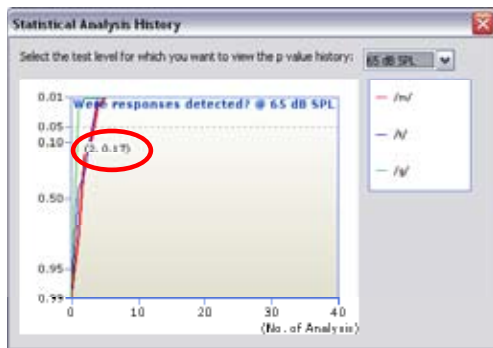 Statistical Analysis History
Select the test level for which you want to view the p value history:
65 dB SPL
Were responses detected? @ 65 dB SPL
0.01
0.05
0.10
(2, 0.17)
0.50
0.95
0.99
0 10 20 30 40
(No. of Analysis)
/m/
/t/
/g/